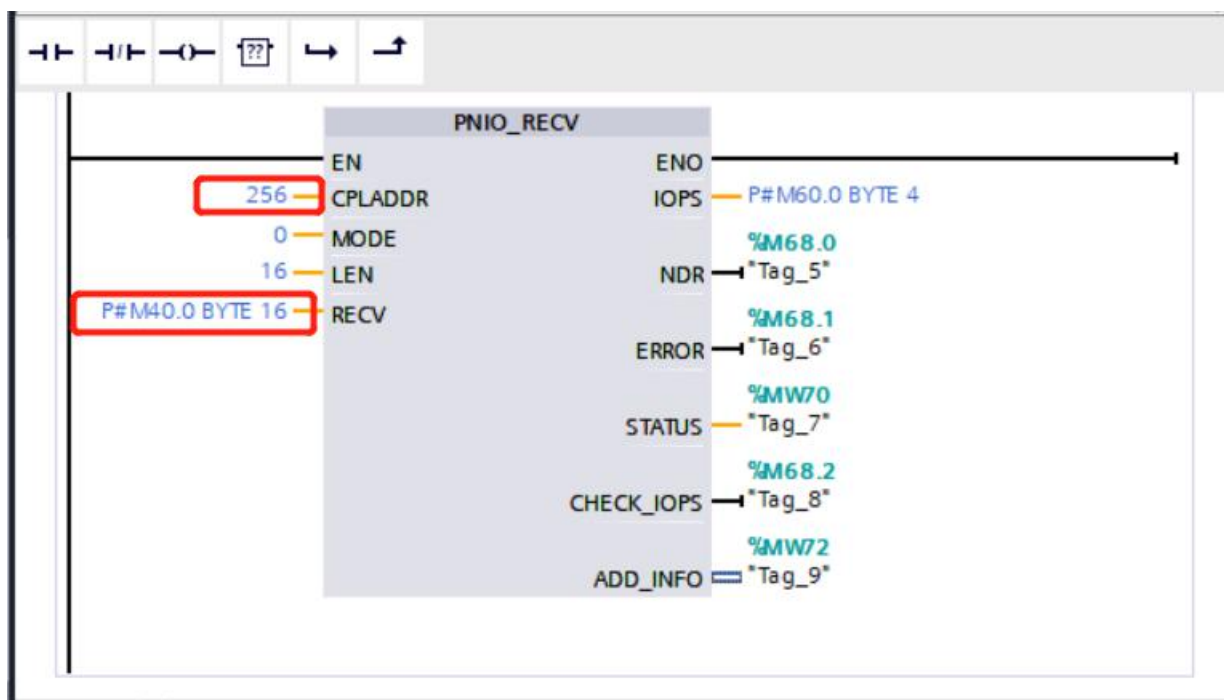 ??
PNIO_RECV
EN ENO
256 CPLADDR IOPS P#M60.0 BYTE 4
0 MODE %M68.0
16 LEN NDR "Tag_5"
P#M40.0 BYTE 16 RECV %M68.1
ERROR "Tag_6"
%MW70
STATUS "Tag_7"
%M68.2
CHECK_IOPS "Tag_8"
%MW72
ADD_INFO "Tag_9"